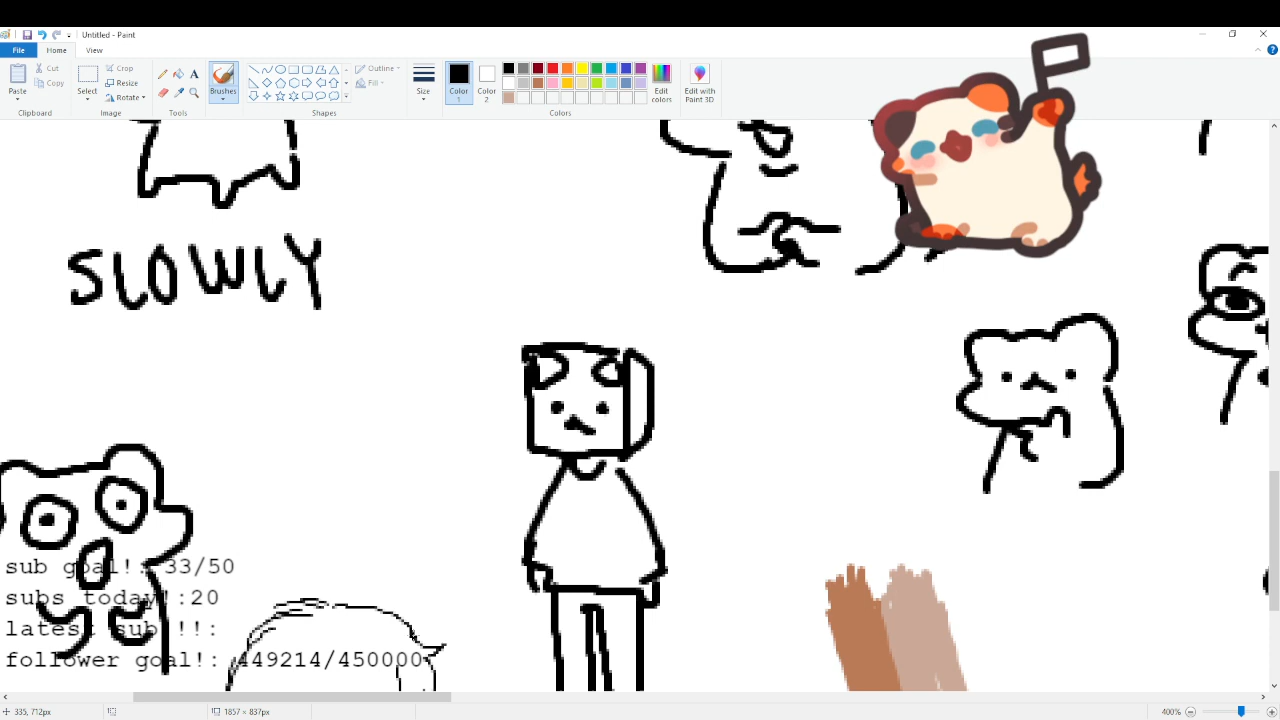 Untitled - Paint
File
Home
View
Paste
Cut
Copy
Clipboard
Select
Crop
Resize
Rotate
Image
A
Tools
Brushes
Outline
Fill
Shapes
Size
Color
1
Color
2
Edit
colors
Edit with
Paint 3D
Colors
SLOWLY
sub goal!: 33/50
subs today!:20
latest sub !!:
follower goal!: 449214/450000
335, 712px
1857 × 837px
400%